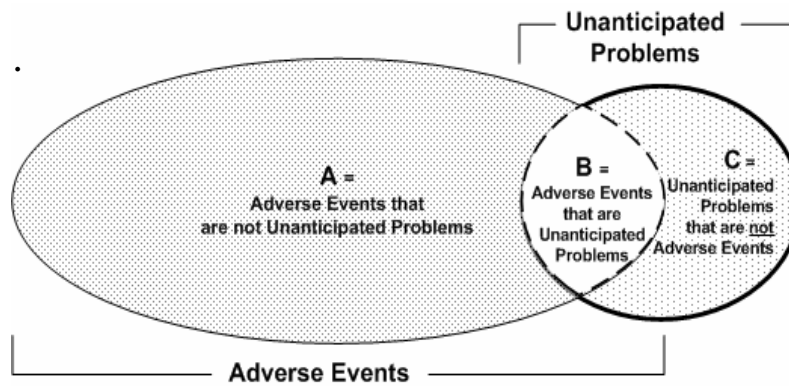 Unanticipated
Problems
A =
Adverse Events that
are not Unanticipated Problems
B =
Adverse Events
that are
Unanticipated
Problems
C =
Unanticipated
Problems
that are not
Adverse Events
Adverse Events